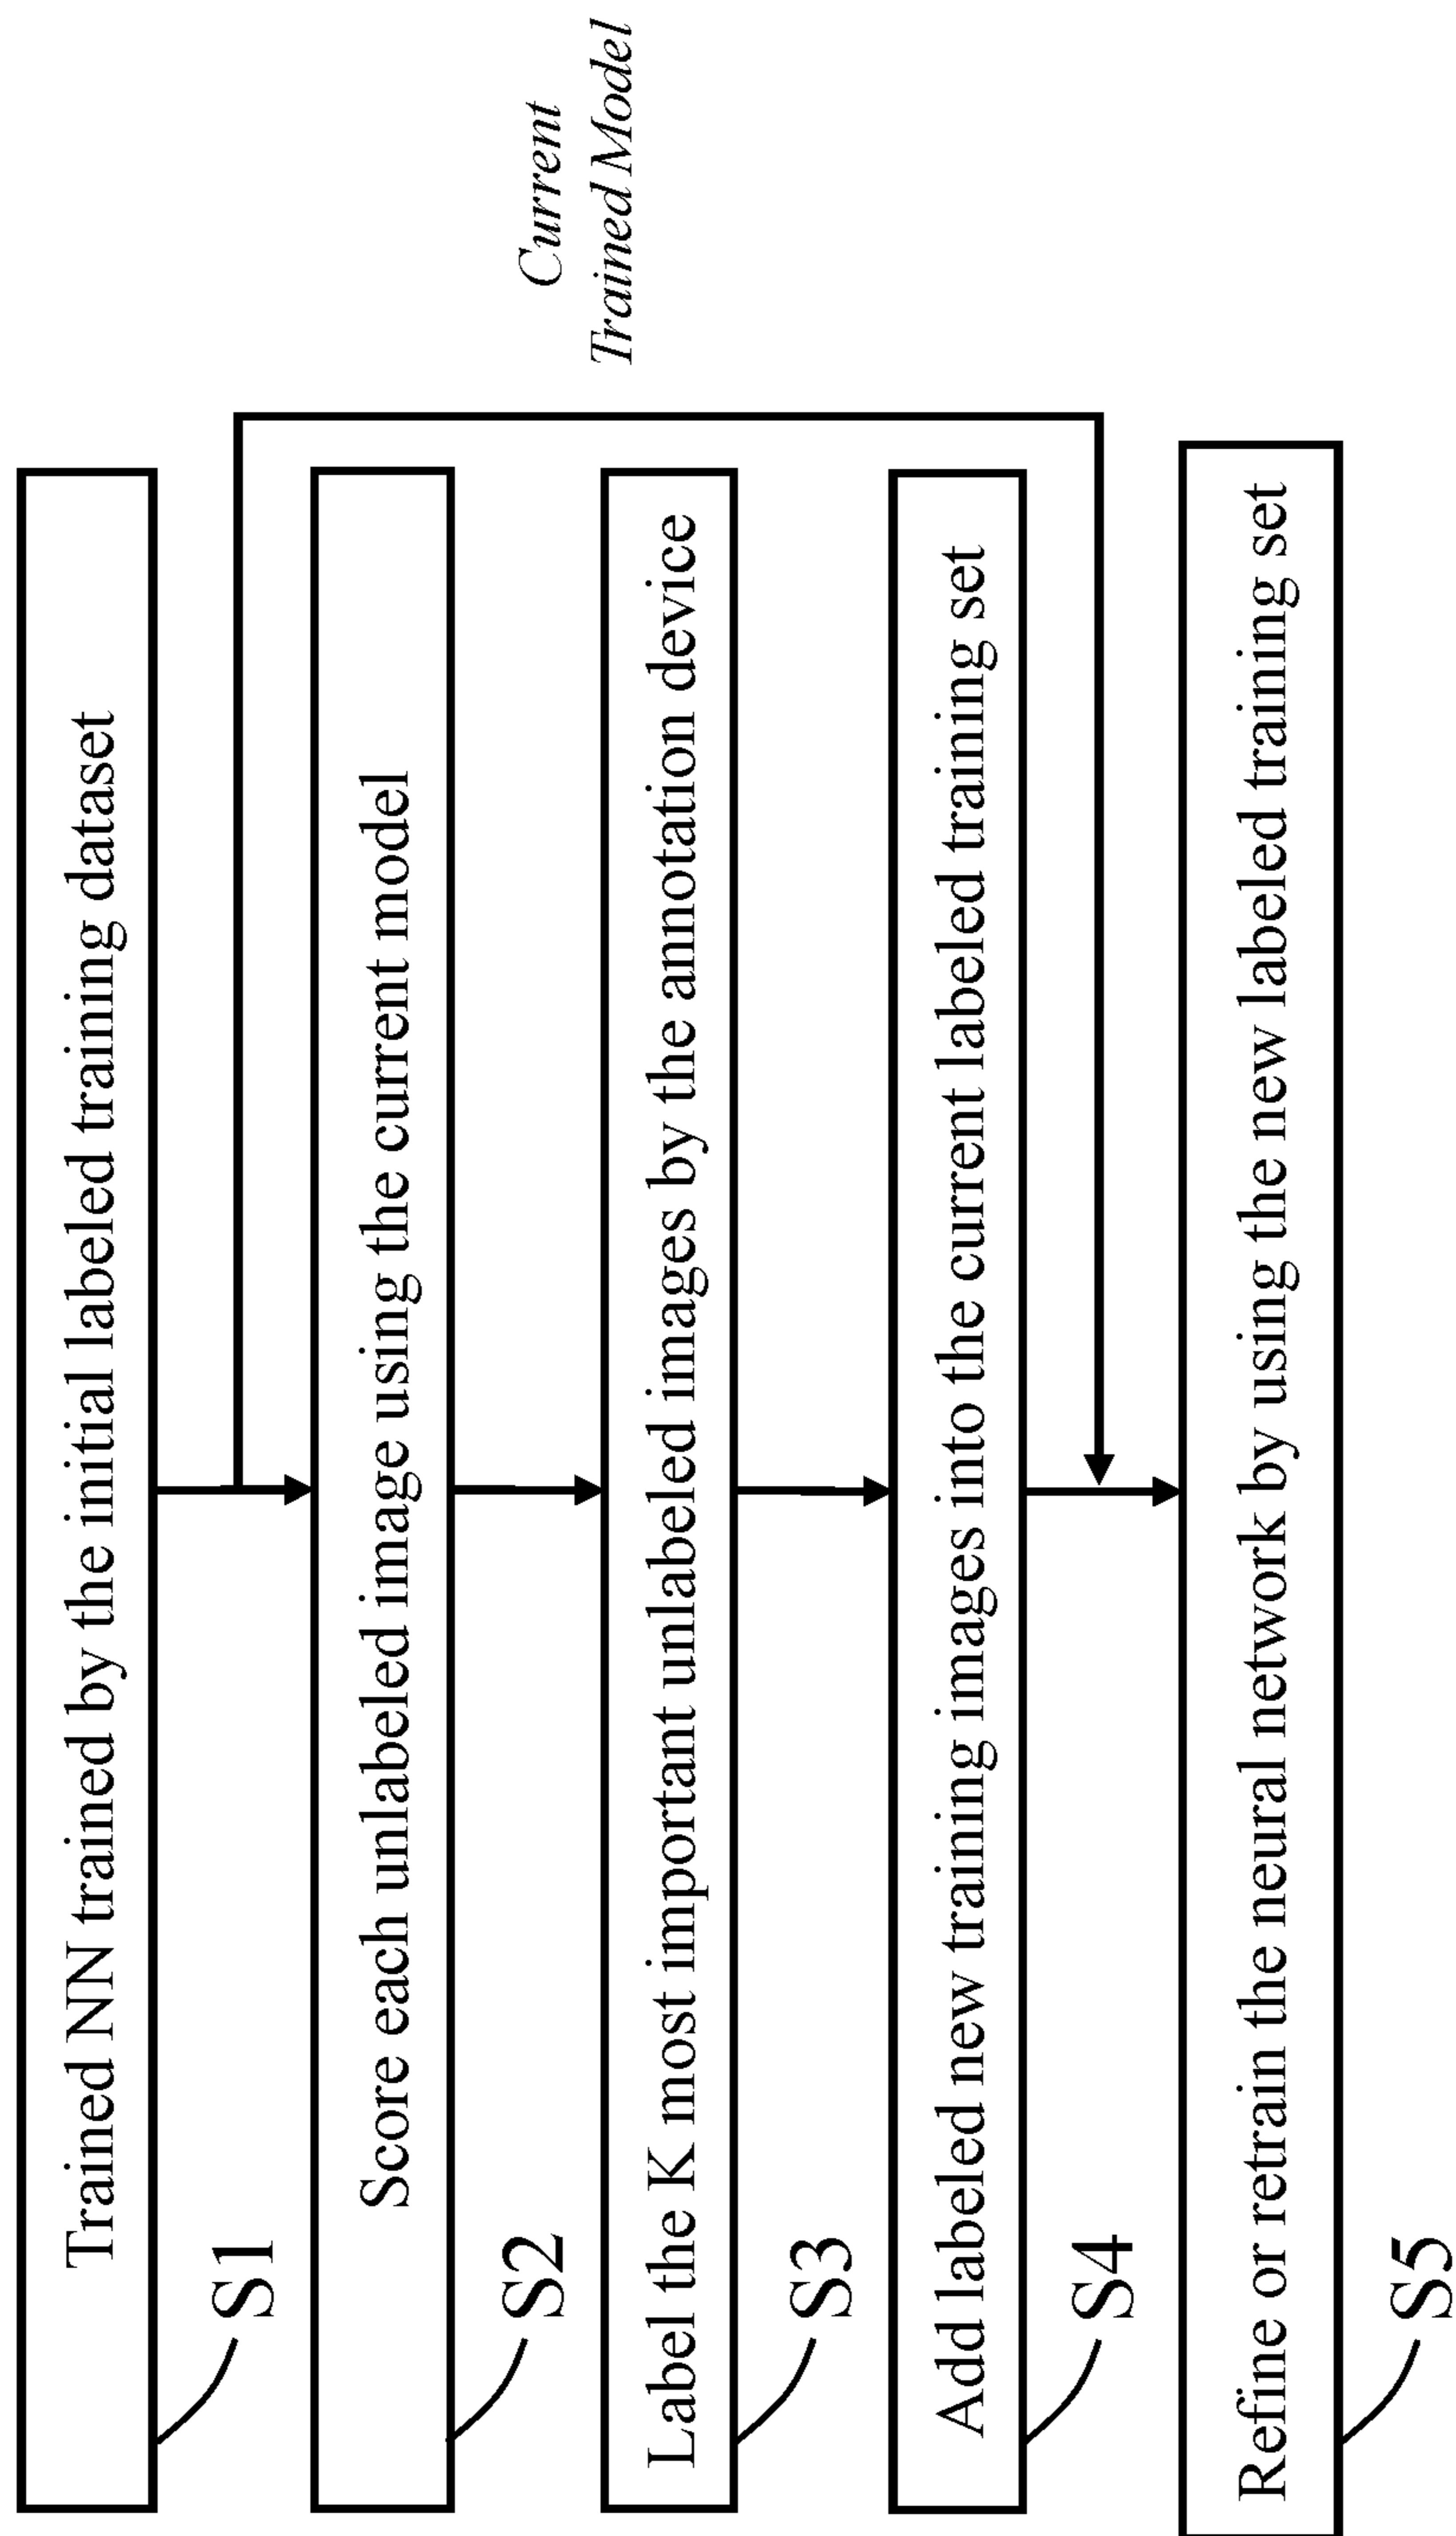 Trained NN trained by the initial labeled training dataset
S1
Score each unlabeled image using the current model
S2
Current
Trained Model
Label the K most important unlabeled images by the annotation device
S3
Add labeled new training images into the current labeled training set
S4
Refine or retrain the neural network by using the new labeled training set
S5